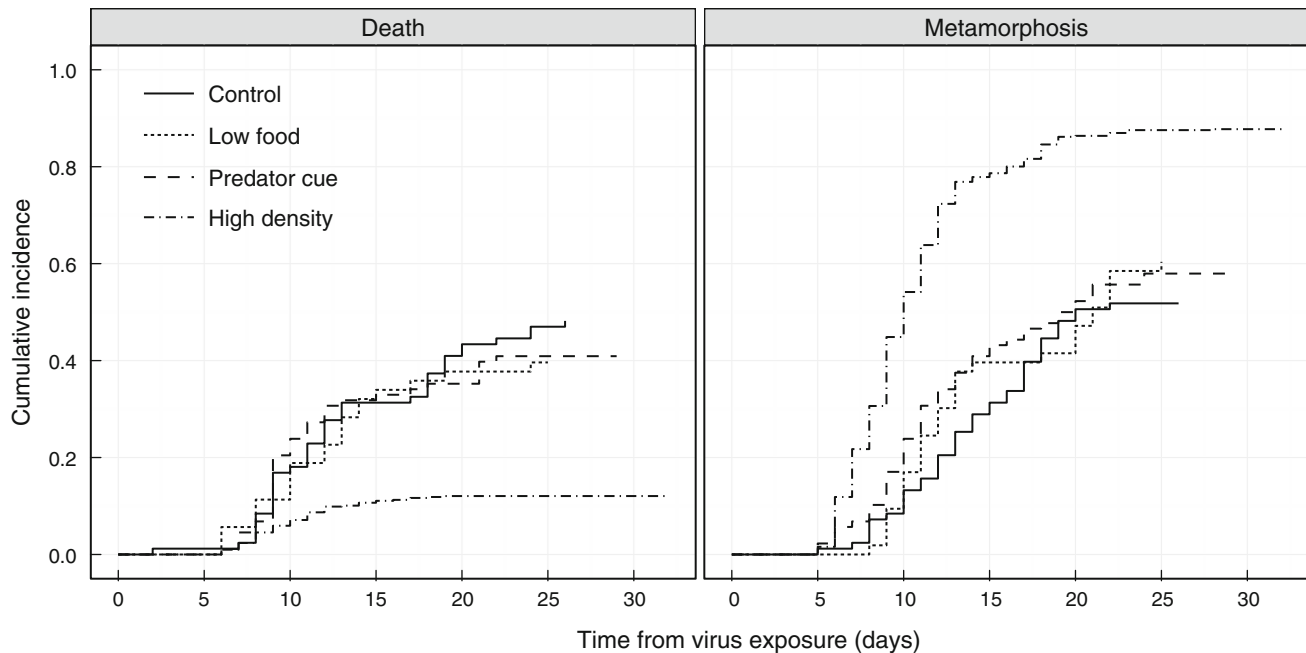 Death
Metamorphosis
Cumulative incidence
1.0
0.8
0.6
0.4
0.2
0.0
Control
Low food
Predator cue
High density
0 5 10 15 20 25 30
0 5 10 15 20 25 30
Time from virus exposure (days)